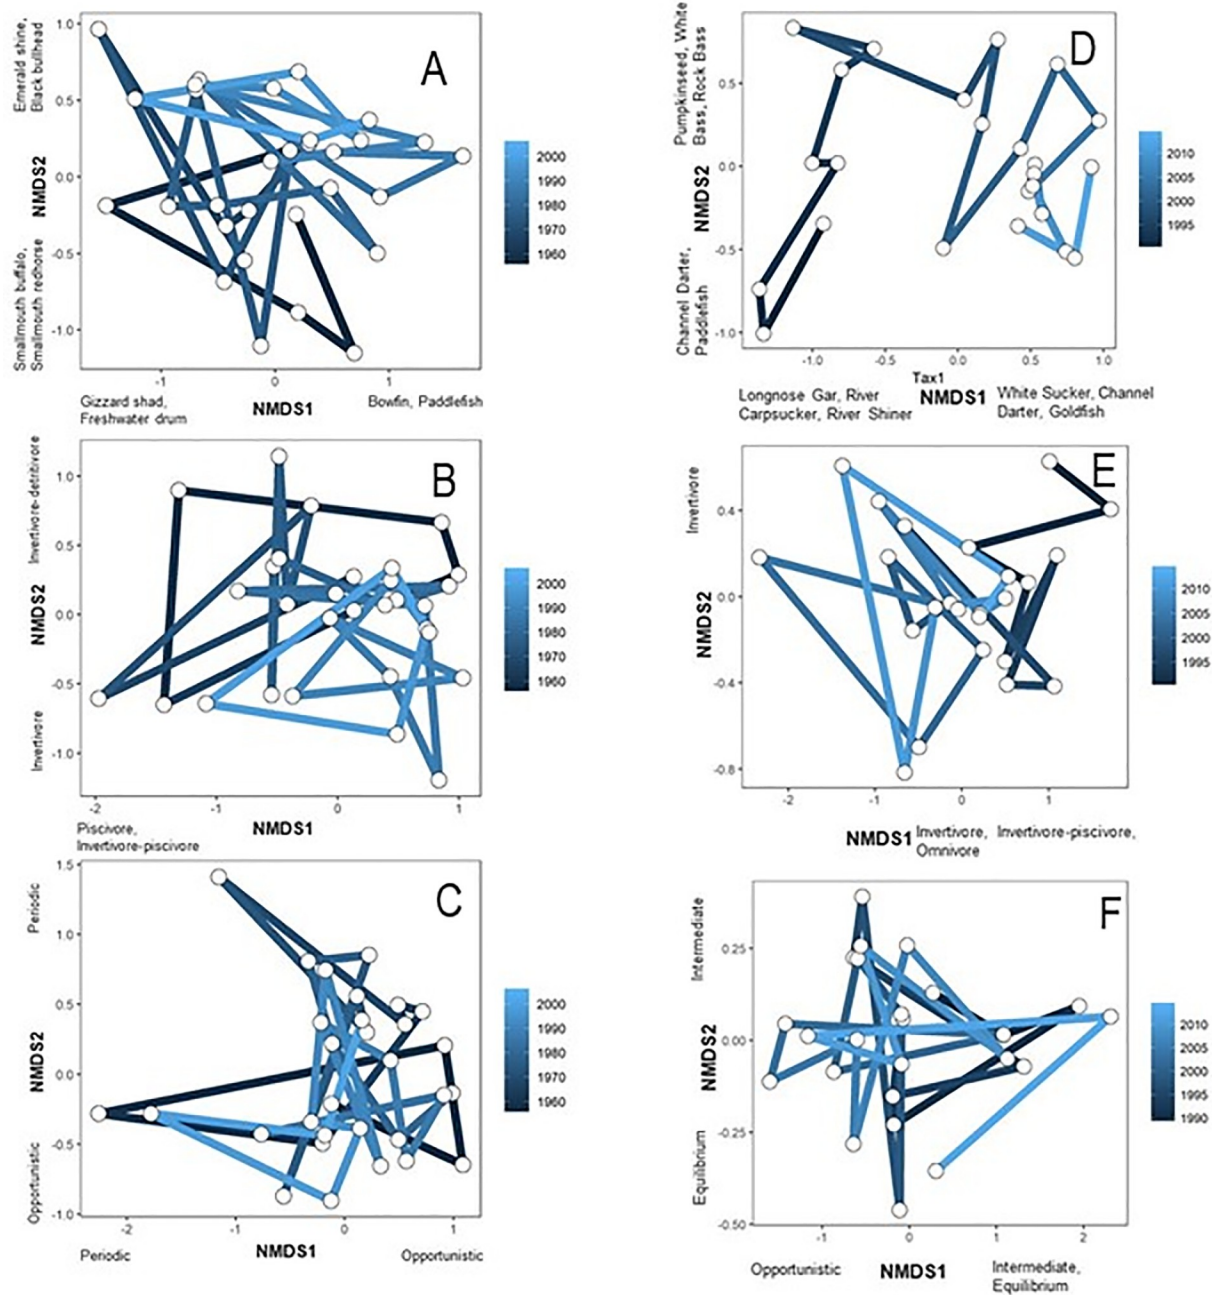 A
Emerald shine,
Black bullhead
NMDS2
Smallmouth buffalo,
Smallmouth redhorse
1.0
0.5
0.0
-0.5
-1.0
-1
0
1
Gizzard shad,
Freshwater drum
NMDS1
Bowfin, Paddlefish
2000
1990
1980
1970
1960
D
Pumpkinseed, White
Bass, Rock Bass
NMDS2
Channel Darter,
Paddlefish
0.5
0.0
-0.5
-1.0
-1.0
-0.5
0.0
0.5
1.0
Tax1
Longnose Gar, River
Carpsucker, River Shiner
NMDS1
White Sucker, Channel
Darter, Goldfish
2010
2005
2000
1995
B
Invertivore-detritivore
NMDS2
Invertivore
1.0
0.5
0.0
-0.5
-1.0
-2
-1
0
1
Piscivore,
Invertivore-piscivore
NMDS1
2000
1990
1980
1970
1960
E
Invertivore
NMDS2
0.4
0.0
-0.4
-0.8
-2
-1
0
1
NMDS1
Invertivore,
Omnivore
Invertivore-piscivore,
2010
2005
2000
1995
C
Periodic
NMDS2
Opportunistic
1.5
1.0
0.5
0.0
-0.5
-1.0
-2
-1
0
1
Periodic
NMDS1
Opportunistic
2000
1990
1980
1970
1960
F
Intermediate
NMDS2
Equilibrium
0.25
0.00
-0.25
-0.50
-1
0
1
2
Opportunistic
NMDS1
Intermediate,
Equilibrium
2010
2005
2000
1995
1990